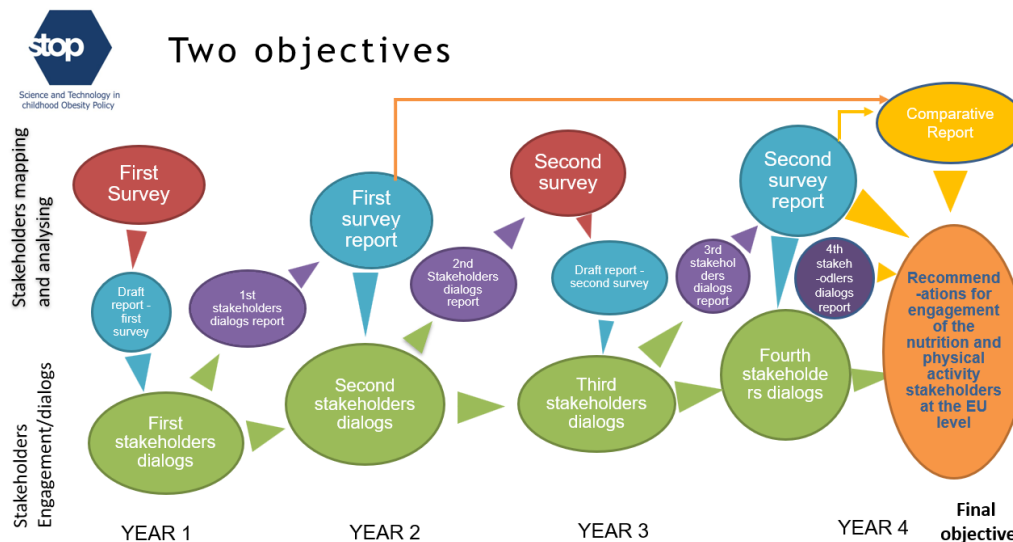 stop
Science and Technology in
childhood Obesity Policy
Two objectives
Stakeholders mapping
and analysing
Stakeholders
Engagement/dialogs
First
Survey
Draft
report -
first
survey
First
stakeholders
dialogs
1st
stakeholders
dialogs report
First
survey
report
Second
stakeholders
dialogs
2nd
Stakeholders
dialogs
report
Second
survey
Draft report -
second survey
Third
stakeholders
dialogs
3rd
stakehol
ders
dialogs
report
Second
survey
report
4th
stakeh
-odlers
dialogs
report
Fourth
stakeholde
rs dialogs
Comparative
Report
Recommend
-ations for
engagement
of the
nutrition and
physical
activity
stakeholders
at the EU
level
YEAR 1
YEAR 2
YEAR 3
YEAR 4
Final
objective